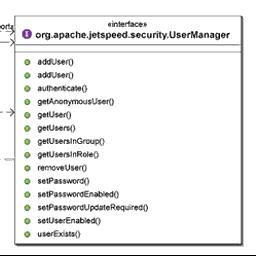 «interface»
org.apache.jetspeed.security.UserManager
addUser()
addUser()
authenticate()
getAnonymousUser()
getUser()
getUsers()
getUsersInGroup()
getUsersInRole()
removeUser()
setPassword()
setPasswordEnabled()
setPasswordUpdateRequired()
setUserEnabled()
userExists()